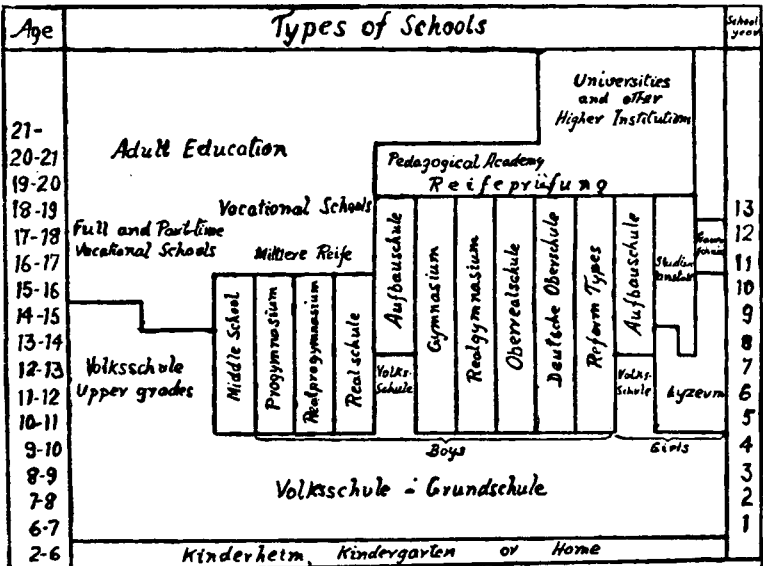 Age
Types of Schools
School year
21-
20-21
19-20
18-19
17-18
16-17
15-16
14-15
13-14
12-13
11-12
10-11
9-10
8-9
7-8
6-7
2-6
Adult Education
Universities
and other
Higher Institution
Pedagogical Academy
Reifeprüfung
Vocational Schools
Full and Part-time
Vocational Schools
Mittlere Reife
Volksschule
Upper grades
Middle School
Progymnasium
Realprogymnasium
Realschule
Aufbauschule
Volks-
Schule
Gymnasium
Realgymnasium
Oberrealschule
Deutsche Oberschule
Reform Types
Aufbauschule
Volks-
Schule
Lyzeum
Boys
Girls
Volksschule = Grundschule
Kinderheim, Kindergarten or Home
13
12
11
10
9
8
7
6
5
4
3
2
1